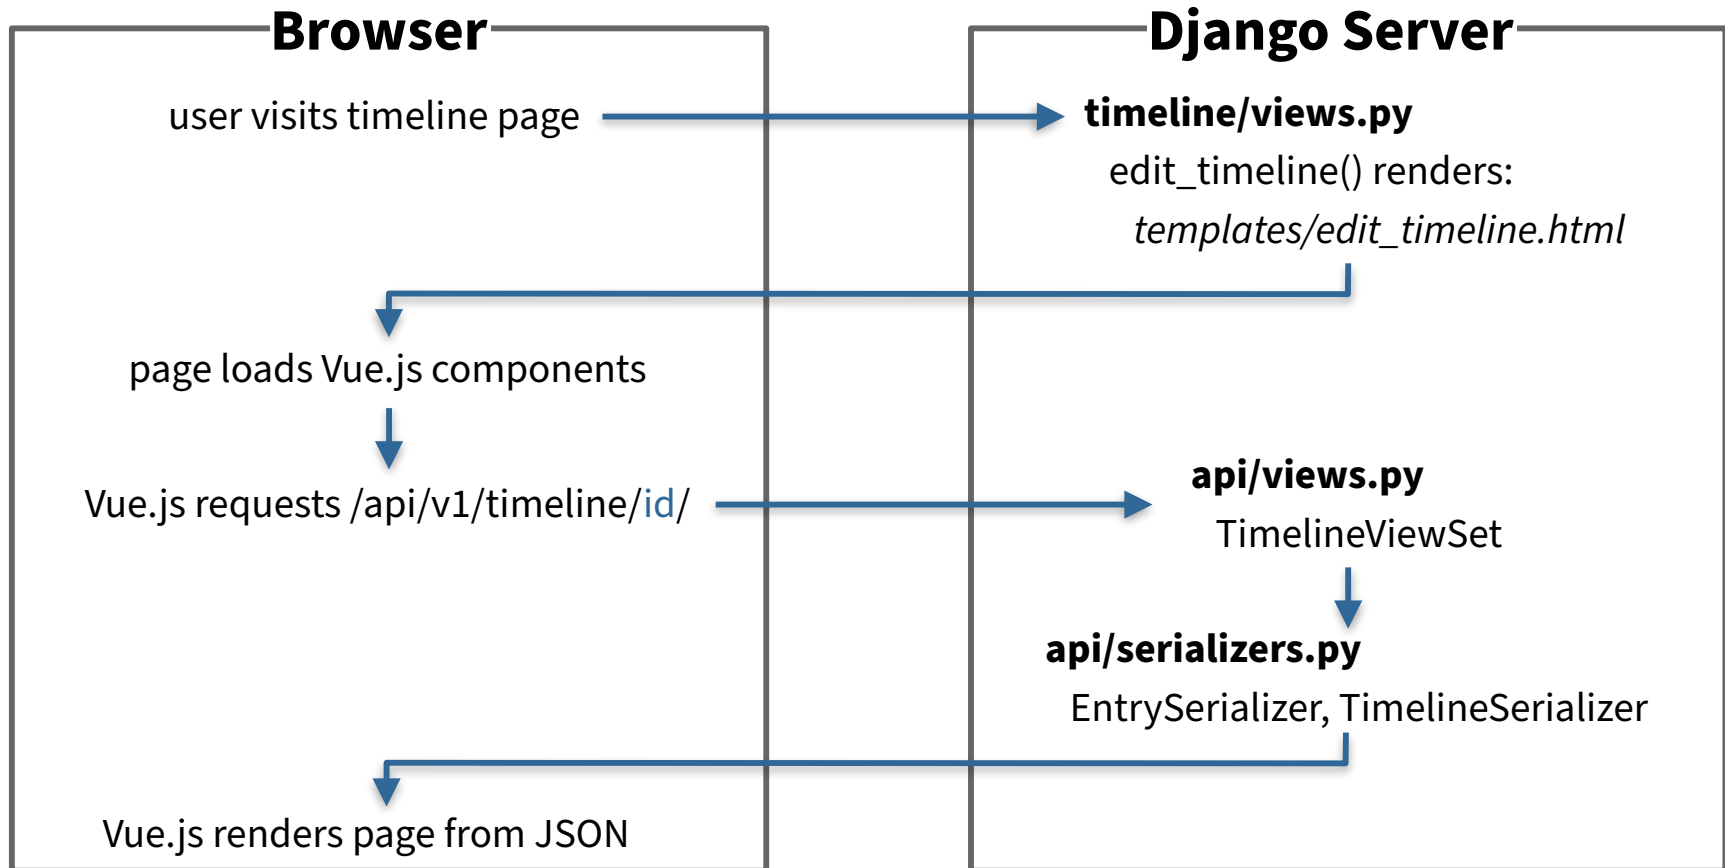 Browser
Django Server
user visits timeline page
timeline/views.py
edit_timeline() renders:
templates/edit_timeline.html
page loads Vue.js components
Vue.js requests /api/v1/timeline/id/
api/views.py
TimelineViewSet
api/serializers.py
EntrySerializer, TimelineSerializer
Vue.js renders page from JSON